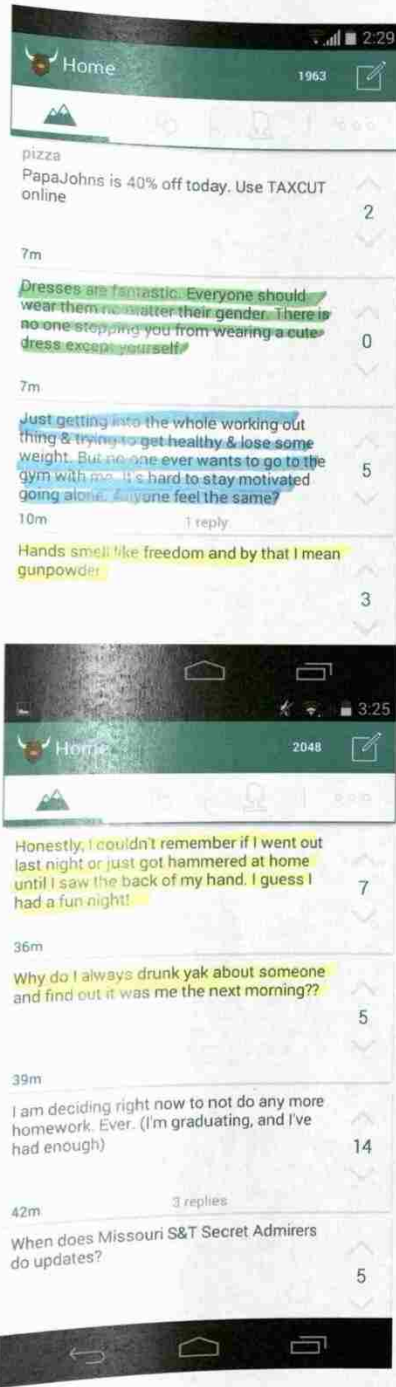 2:29
Home
1963
pizza
PapaJohns is 40% off today. Use TAXCUT
online
2
7m
Dresses are fantastic. Everyone should
wear them no matter their gender. There is
no one stopping you from wearing a cute
dress except yourself.
0
7m
Just getting into the whole working out
thing & trying to get healthy & lose some
weight. But no one ever wants to go to the
gym with me. It's hard to stay motivated
going alone. Anyone feel the same?
5
10m
1 reply
Hands smell like freedom and by that I mean
gunpowder
3
3:25
Home
2048
Honestly, I couldn't remember if I went out
last night or just got hammered at home
until I saw the back of my hand. I guess I
had a fun night!
7
36m
Why do I always drunk yak about someone
and find out it was me the next morning??
5
39m
I am deciding right now to not do any more
homework. Ever. (I'm graduating, and I've
had enough)
14
42m
3 replies
When does Missouri S&T Secret Admirers
do updates?
5